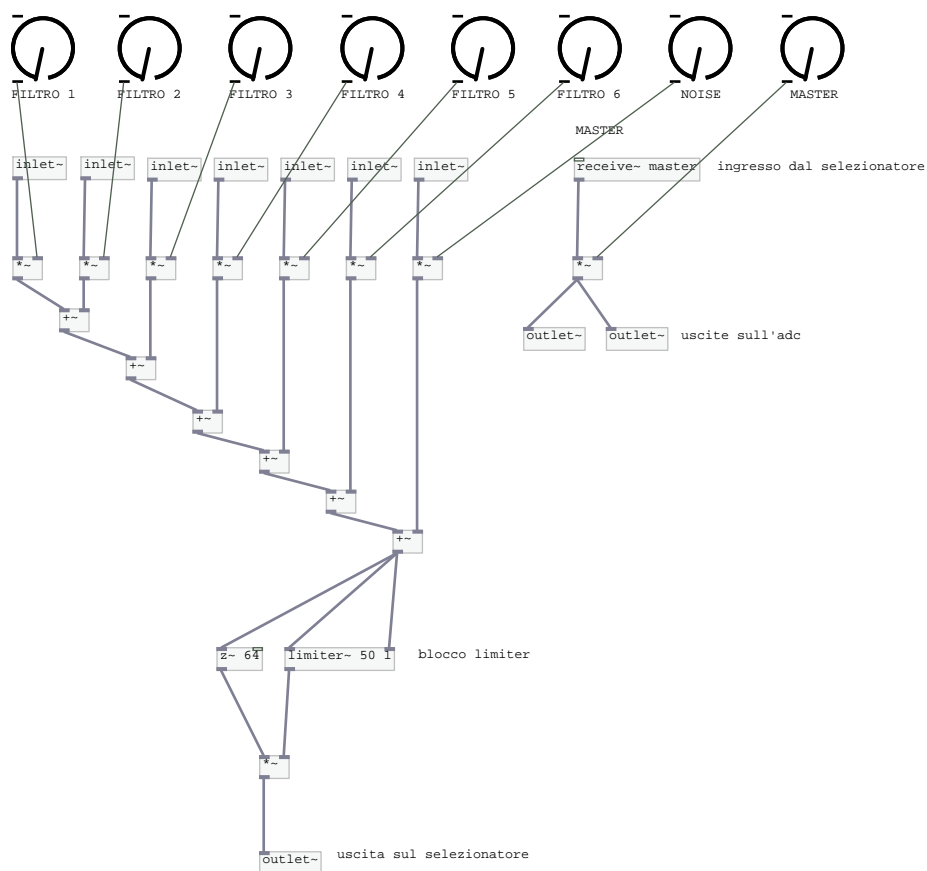 FILTRO 1 FILTRO 2 FILTRO 3 FILTRO 4 FILTRO 5 FILTRO 6 NOISE MASTER
MASTER
inlet~ inlet~ inlet~ inlet~ inlet~ inlet~ inlet~ receive~ master ingresso dal selezionatore
*~ *~ *~ *~ *~ *~ *~ *~
+~
outlet~ outlet~ uscite sull'adc
+~
+~
+~
+~
+~
z~ 64 limiter~ 50 1 blocco limiter
*~
outlet~ uscita sul selezionatore